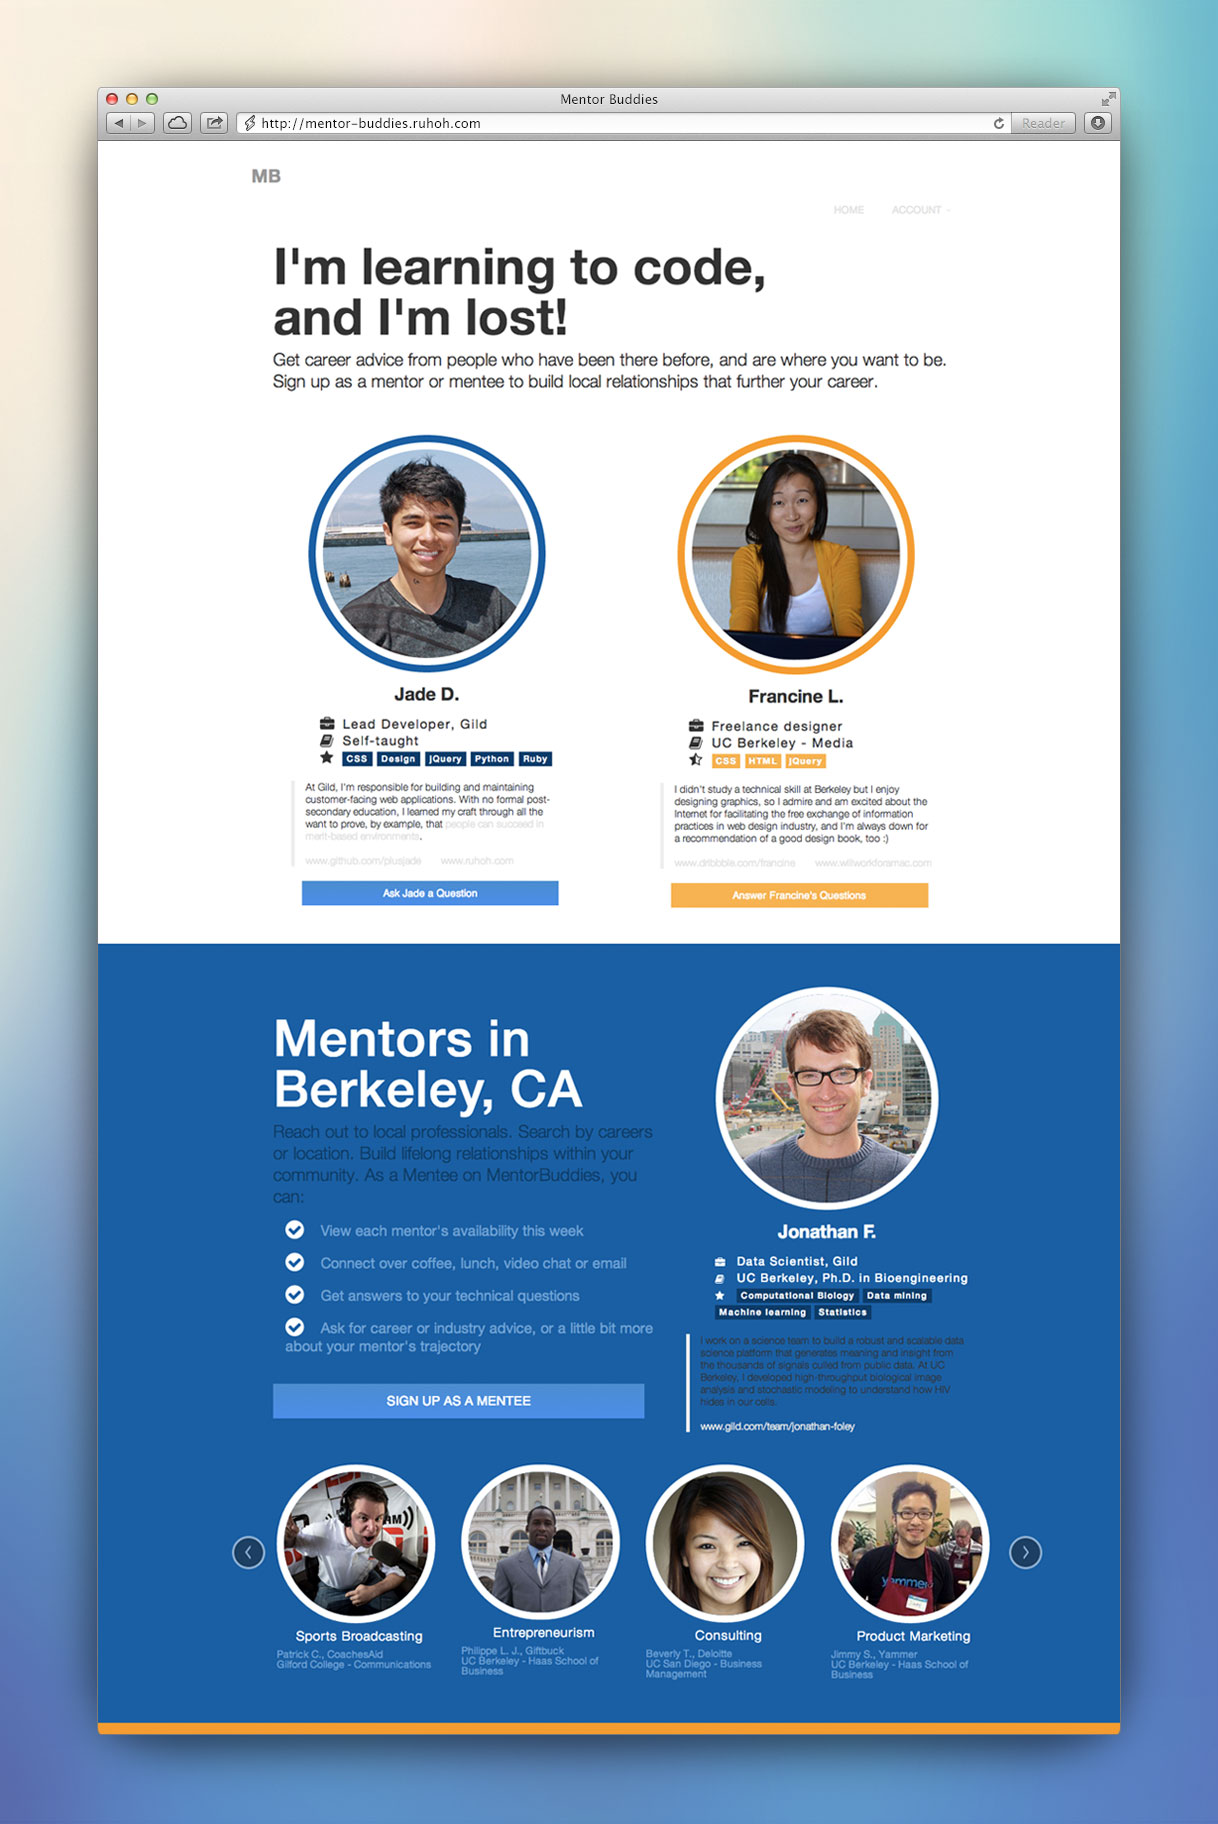 Mentor Buddies
http://mentor-buddies.ruhoh.com
Reader
MB
HOME ACCOUNT
I'm learning to code,
and I'm lost!
Get career advice from people who have been there before, and are where you want to be.
Sign up as a mentor or mentee to build local relationships that further your career.
Jade D.
Lead Developer, Gild
Self-taught
CSS Design jQuery Python Ruby
At Gild, I'm responsible for building and maintaining
customer-facing web applications. With no formal post-
secondary education, I learned my craft through all the
want to prove, by example, that people can succeed in
merit-based environments.
www.github.com/plusjade www.ruhoh.com
Ask Jade a Question
Francine L.
Freelance designer
UC Berkeley - Media
CSS HTML jQuery
I didn't study a technical skill at Berkeley but I enjoy
designing graphics, so I admire and am excited about the
Internet for facilitating the free exchange of information
practices in web design industry, and I'm always down for
a recommendation of a good design book, too :)
www.dribbble.com/francine www.willworkforamac.com
Answer Francine's Questions
Mentors in
Berkeley, CA
Reach out to local professionals. Search by careers
or location. Build lifelong relationships within your
community. As a Mentee on MentorBuddies, you
can:
View each mentor's availability this week
Connect over coffee, lunch, video chat or email
Get answers to your technical questions
Ask for career or industry advice, or a little bit more
about your mentor's trajectory
SIGN UP AS A MENTEE
Jonathan F.
Data Scientist, Gild
UC Berkeley, Ph.D. in Bioengineering
Computational Biology Data mining
Machine learning Statistics
I work on a science team to build a robust and scalable data
science platform that generates meaning and insight from
the thousands of signals culled from public data. At UC
Berkeley, I developed high-throughput biological image
analysis and stochastic modeling to understand how HIV
hides in our cells.
www.gild.com/team/jonathan-foley
Sports Broadcasting
Patrick C., CoachesAid
Gilford College - Communications
Entrepreneurism
Philippe L. J., Giftbuck
UC Berkeley - Haas School of
Business
Consulting
Beverly T., Deloitte
UC San Diego - Business
Management
yammer
Product Marketing
Jimmy S., Yammer
UC Berkeley - Haas School of
Business